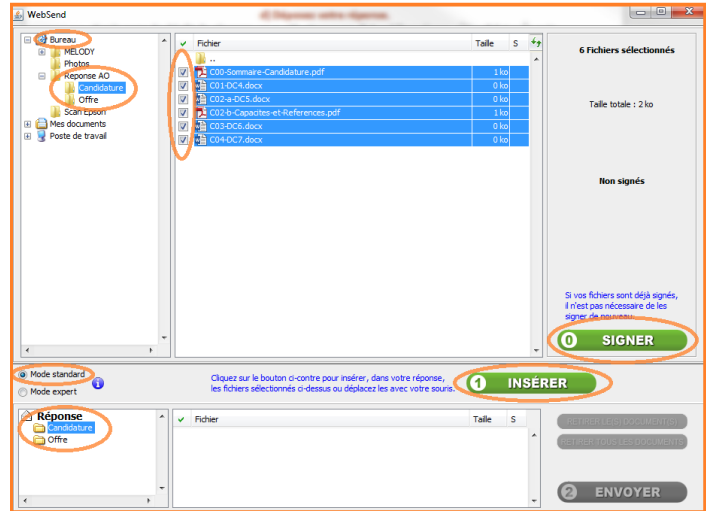 WebSend
d) Déposez votre réponse.
Bureau
MELODY
Photos
Reponse AO
Candidature
Offre
Scan Epson
Mes documents
Poste de travail
Fichier Taille S
..
C00-Sommaire-Candidature.pdf 1 ko
C01-DC4.docx 0 ko
C02-a-DC5.docx 0 ko
C02-b-Capacites-et-References.pdf 1 ko
C03-DC6.docx 0 ko
C04-DC7.docx 0 ko
6 Fichiers sélectionnés
Taille totale : 2 ko
Non signés
Si vos fichiers sont déjà signés,
il n'est pas nécessaire de les
signer de nouveau.
0 SIGNER
Mode standard
Mode expert
Cliquez sur le bouton ci-contre pour insérer, dans votre réponse,
les fichiers sélectionnés ci-dessus ou déplacez les avec votre souris.
1 INSÉRER
Réponse
Candidature
Offre
Fichier Taille S
RETIRER LES DOCUMENTS
RETIRER TOUS LES DOCUMENTS
2 ENVOYER